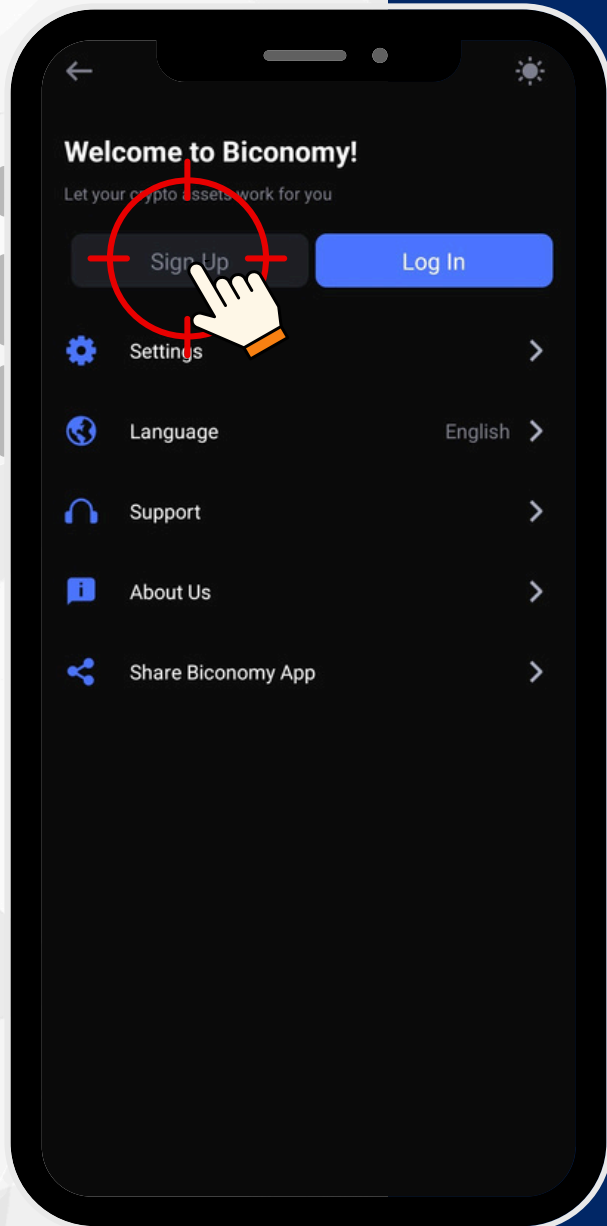 Welcome to Biconomy!
Let your crypto assets work for you
Sign Up
Log In
Settings
Language
English
Support
About Us
Share Biconomy App